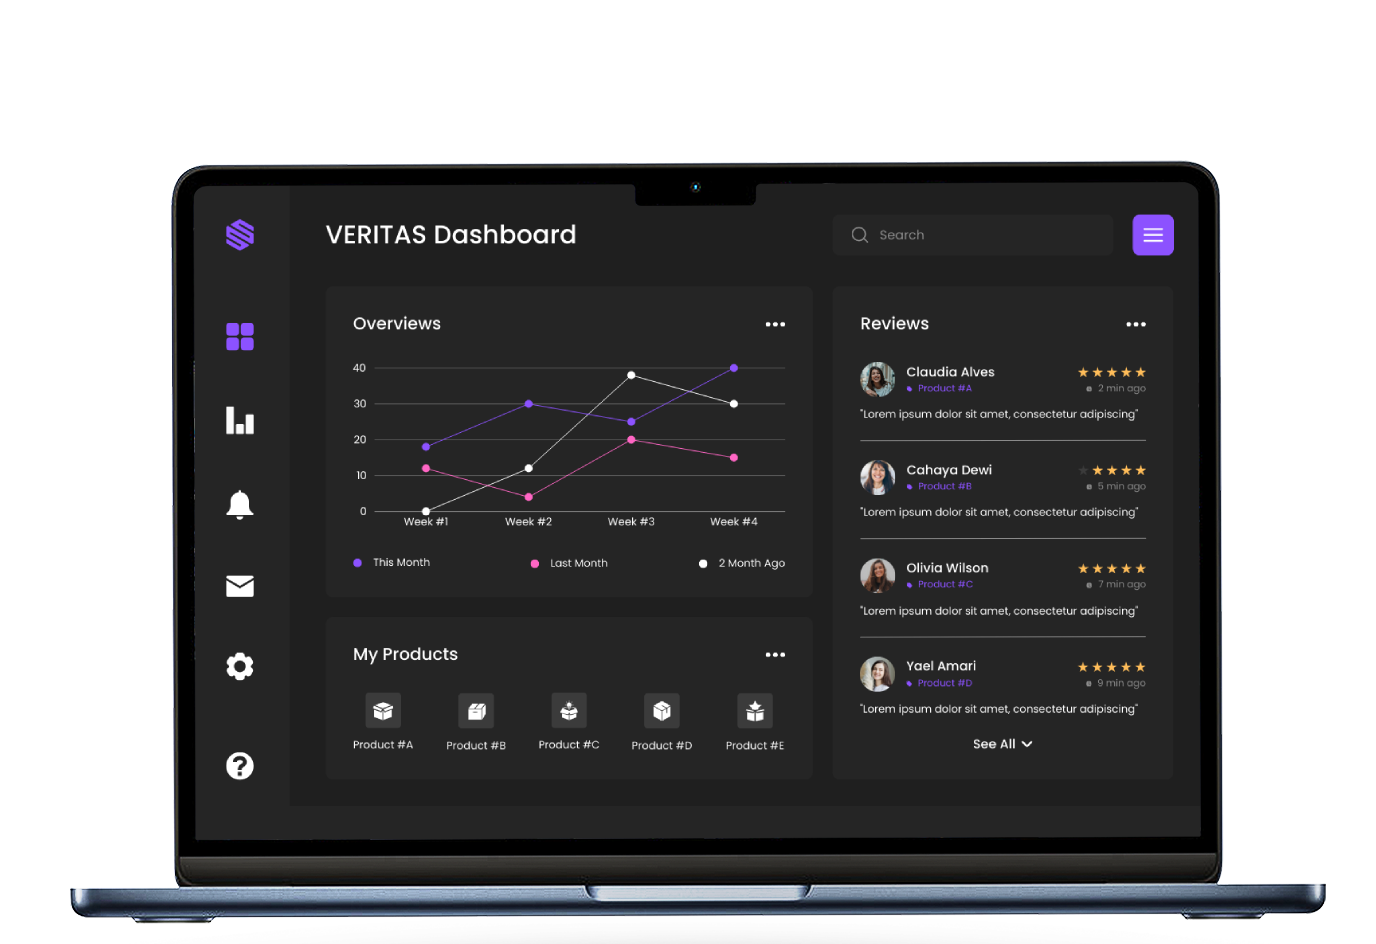 VERITAS Dashboard
Search
Overviews
40
30
20
10
0
Week #1 Week #2 Week #3 Week #4
This Month Last Month 2 Month Ago
My Products
Product #A Product #B Product #C Product #D Product #E
Reviews
Claudia Alves
Product #A 2 min ago
"Lorem ipsum dolor sit amet, consectetur adipiscing"
Cahaya Dewi
Product #B 5 min ago
"Lorem ipsum dolor sit amet, consectetur adipiscing"
Olivia Wilson
Product #C 7 min ago
"Lorem ipsum dolor sit amet, consectetur adipiscing"
Yael Amari
Product #D 9 min ago
"Lorem ipsum dolor sit amet, consectetur adipiscing"
See All
?